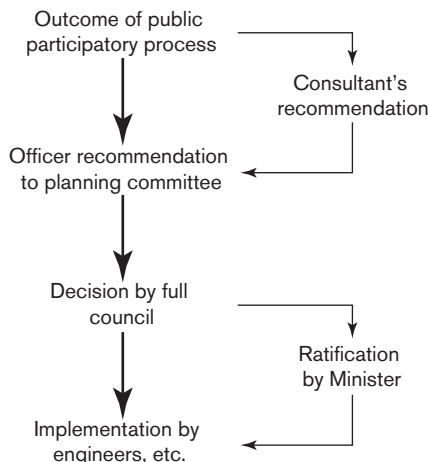 Outcome of public
participatory process
Consultant's
recommendation
Officer recommendation
to planning committee
Decision by full
council
Ratification
by Minister
Implementation by
engineers, etc.